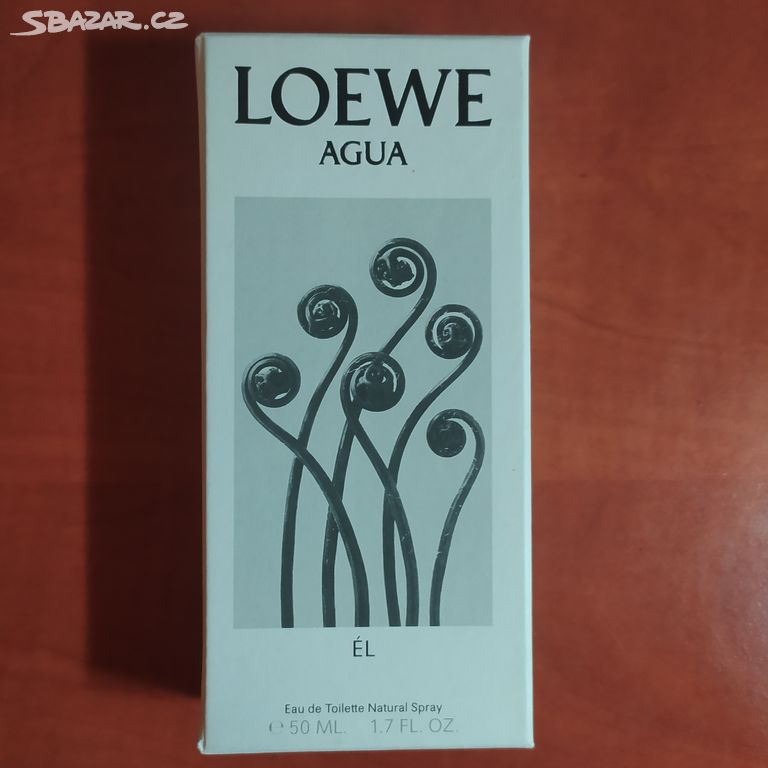 SBAZAR.CZ
LOEWE
AGUA
ÉL
Eau de Toilette Natural Spray
℮ 50 ML. 1.7 FL. OZ.